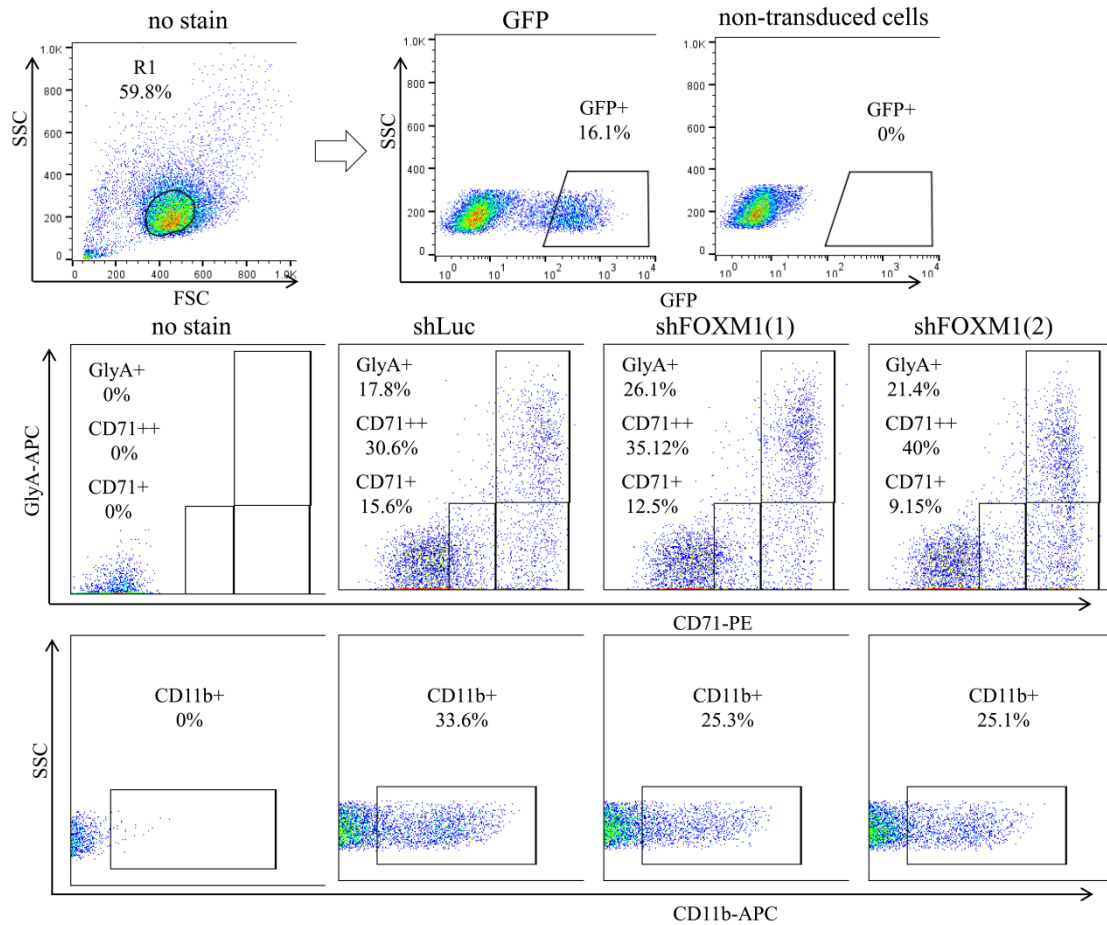 no stain
GFP
non-transduced cells
1.0K
800
600
400
200
0
SSC
R1
59.8%
0
200
400
600
800
1.0K
FSC
1.0K
800
600
400
200
0
SSC
GFP+
16.1%
10^0
10^1
10^2
10^3
10^4
1.0K
800
600
400
200
0
GFP+
0%
10^0
10^1
10^2
10^3
10^4
GFP
no stain
shLuc
shFOXM1(1)
shFOXM1(2)
GlyA-APC
GlyA+
0%
CD71++
0%
CD71+
0%
GlyA+
17.8%
CD71++
30.6%
CD71+
15.6%
GlyA+
26.1%
CD71++
35.12%
CD71+
12.5%
GlyA+
21.4%
CD71++
40%
CD71+
9.15%
CD71-PE
SSC
CD11b+
0%
CD11b+
33.6%
CD11b+
25.3%
CD11b+
25.1%
CD11b-APC